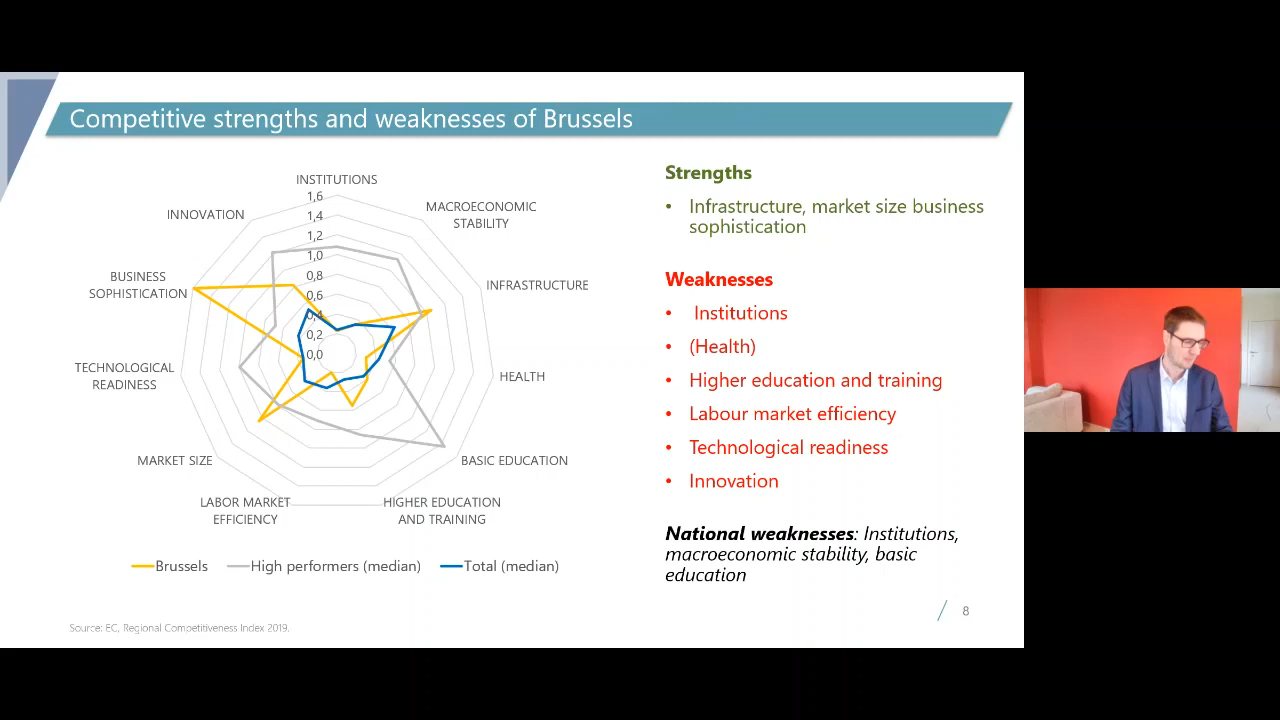 Competitive strengths and weaknesses of Brussels
INSTITUTIONS
MACROECONOMIC
STABILITY
INFRASTRUCTURE
HEALTH
BASIC EDUCATION
HIGHER EDUCATION
AND TRAINING
LABOR MARKET
EFFICIENCY
MARKET SIZE
TECHNOLOGICAL
READINESS
BUSINESS
SOPHISTICATION
INNOVATION
1,6
1,4
1,2
1,0
0,8
0,6
0,4
0,2
0,0
Brussels
High performers (median)
Total (median)
Source: EC, Regional Competitiveness Index 2019.
Strengths
• Infrastructure, market size business
sophistication
Weaknesses
• Institutions
• (Health)
• Higher education and training
• Labour market efficiency
• Technological readiness
• Innovation
National weaknesses: Institutions,
macroeconomic stability, basic
education
8